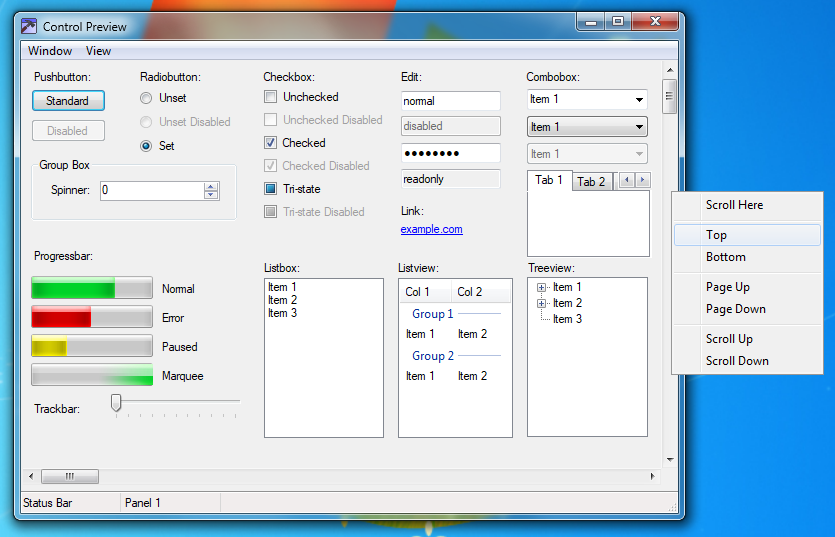 Control Preview
Window View
Pushbutton:
Standard
Disabled
Radiobutton:
Unset
Unset Disabled
Set
Group Box
Spinner: 0
Checkbox:
Unchecked
Unchecked Disabled
Checked
Checked Disabled
Tri-state
Tri-state Disabled
Edit:
normal
disabled
readonly
Link:
example.com
Combobox:
Item 1
Item 1
Item 1
Tab 1 Tab 2
Progressbar:
Normal
Error
Paused
Marquee
Trackbar:
Listbox:
Item 1
Item 2
Item 3
Listview:
Col 1 Col 2
Group 1
Item 1 Item 2
Group 2
Item 1 Item 2
Treeview:
Item 1
Item 2
Item 3
Scroll Here
Top
Bottom
Page Up
Page Down
Scroll Up
Scroll Down
Status Bar Panel 1